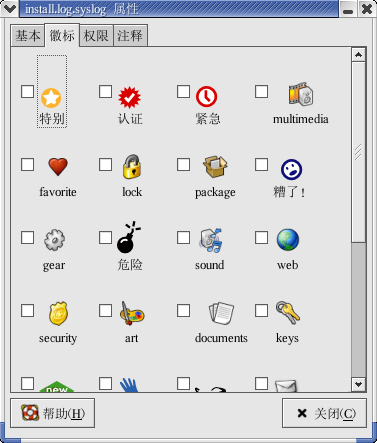 install.log.syslog 属性
基本 徽标 权限 注释
特别 认证 紧急 multimedia
favorite lock package 糟了!
gear 危险 sound web
security art documents keys
new
帮助(H) 关闭(C)